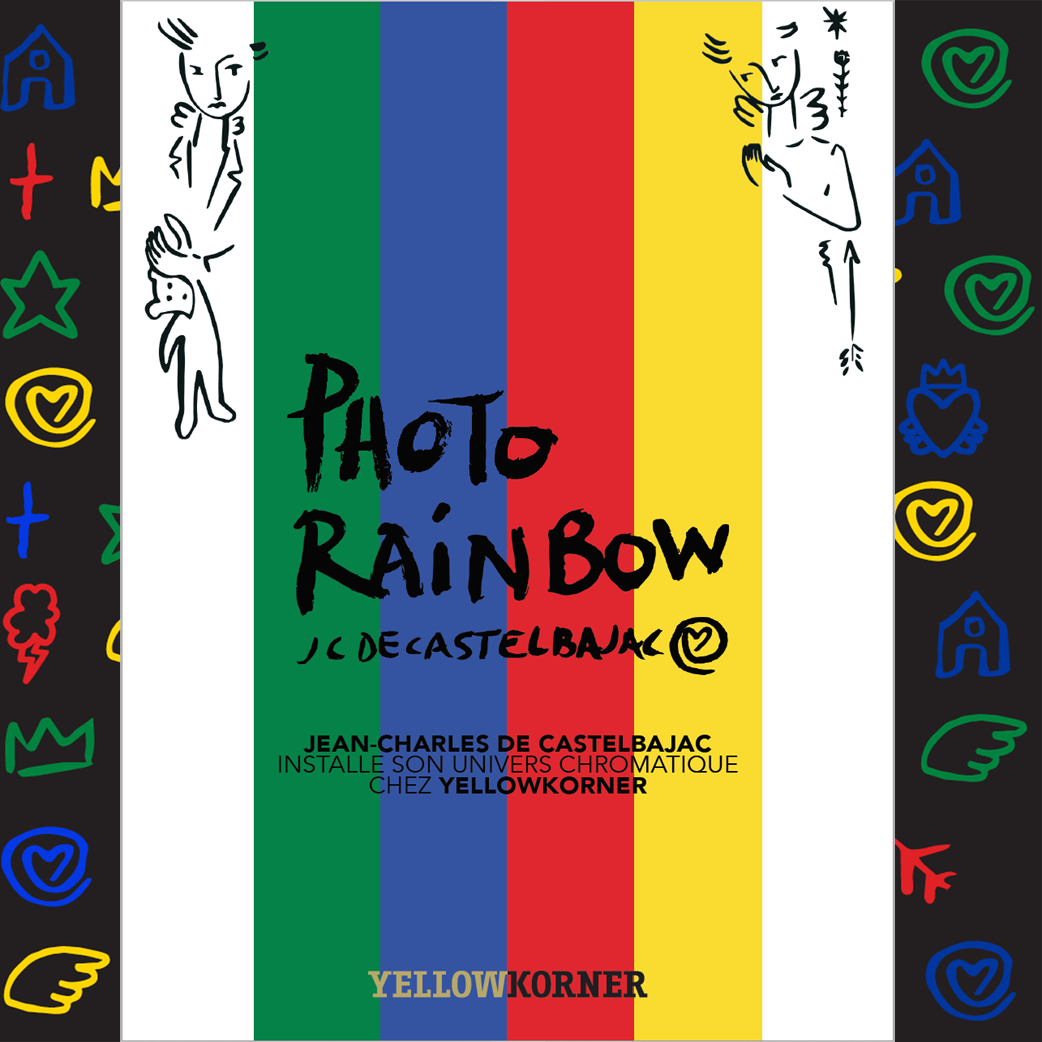 PHOTO
RAiNBOW
JC DECASTELBAJAC
JEAN-CHARLES DE CASTELBAJAC
INSTALLE SON UNIVERS CHROMATIQUE
CHEZ YELLOWKORNER
YELLOWKORNER